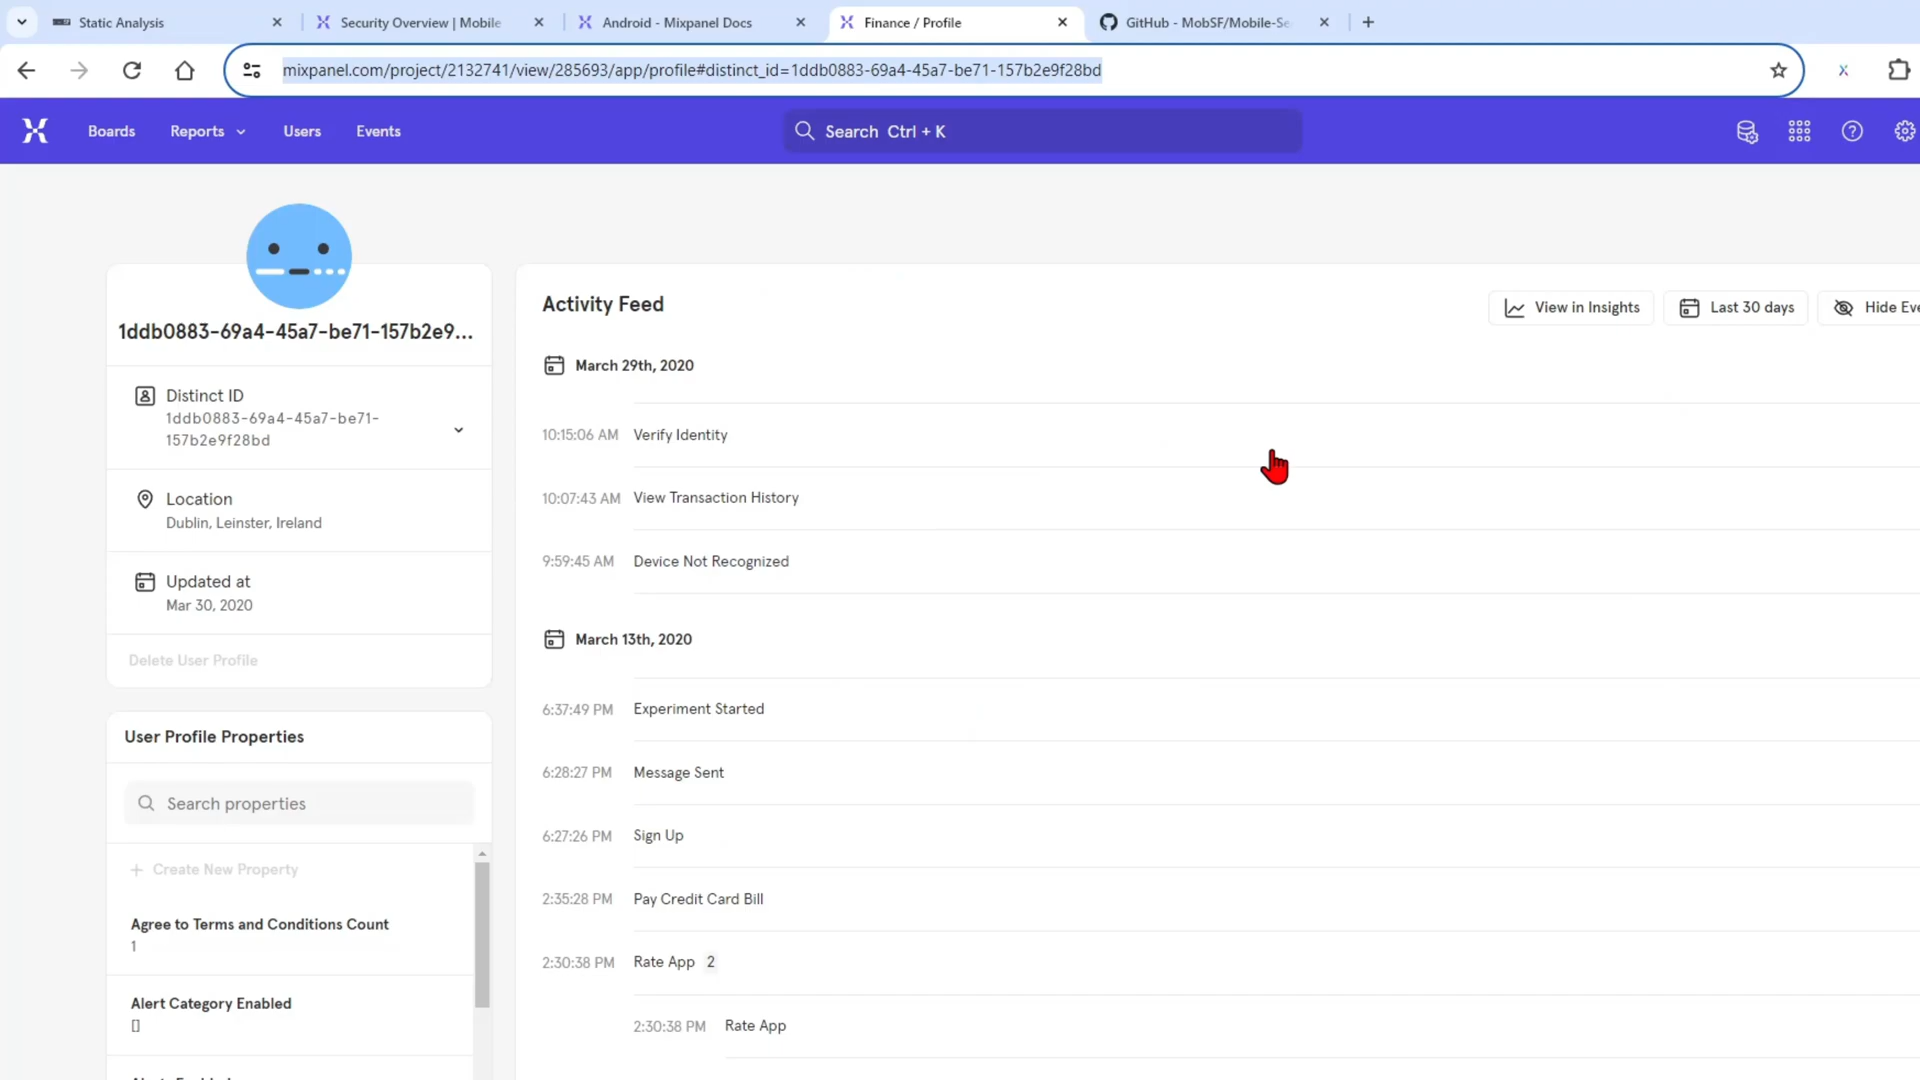 Static Analysis
Security Overview | Mobile
Android - Mixpanel Docs
Finance / Profile
GitHub - MobSF/Mobile-Se
mixpanel.com/project/2132741/view/285693/app/profile#distinct_id=1ddb0883-69a4-45a7-be71-157b2e9f28bd
Boards
Reports
Users
Events
Search Ctrl + K
1ddb0883-69a4-45a7-be71-157b2e9...
Distinct ID
1ddb0883-69a4-45a7-be71-
157b2e9f28bd
Location
Dublin, Leinster, Ireland
Updated at
Mar 30, 2020
Delete User Profile
User Profile Properties
Search properties
+ Create New Property
Agree to Terms and Conditions Count
1
Alert Category Enabled
[]
Activity Feed
View in Insights
Last 30 days
Hide Eve
March 29th, 2020
10:15:06 AM Verify Identity
10:07:43 AM View Transaction History
9:59:45 AM Device Not Recognized
March 13th, 2020
6:37:49 PM Experiment Started
6:28:27 PM Message Sent
6:27:26 PM Sign Up
2:35:28 PM Pay Credit Card Bill
2:30:38 PM Rate App 2
2:30:38 PM Rate App